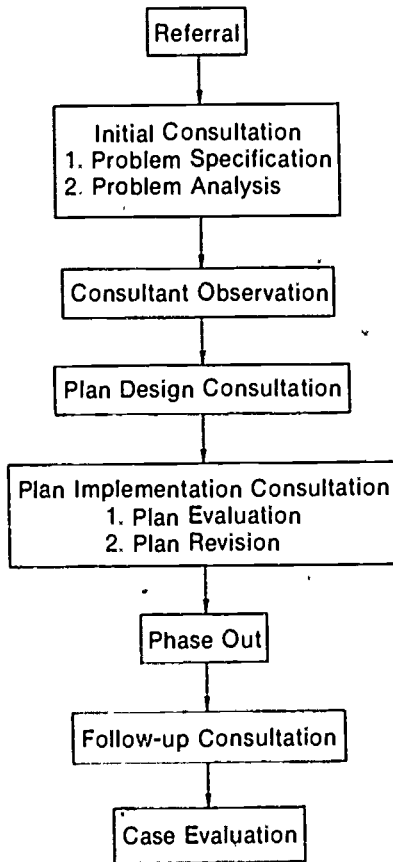 Referral
Initial Consultation
1. Problem Specification
2. Problem Analysis
Consultant Observation
Plan Design Consultation
Plan Implementation Consultation
1. Plan Evaluation
2. Plan Revision
Phase Out
Follow-up Consultation
Case Evaluation